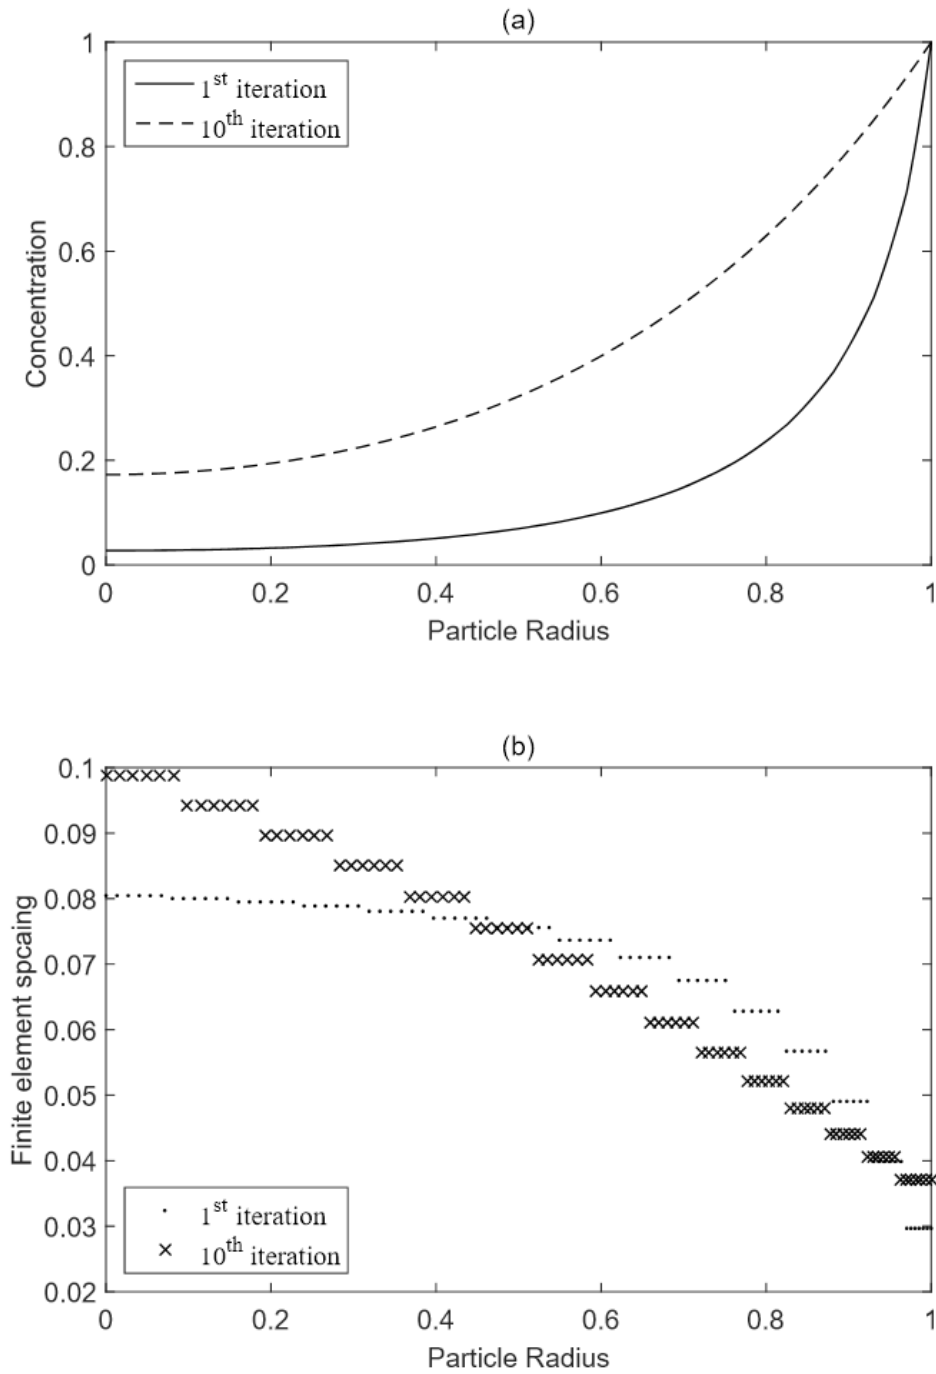 (a)
1
0.8
0.6
0.4
0.2
0
Concentration
1st iteration
10th iteration
0 0.2 0.4 0.6 0.8 1
Particle Radius
(b)
0.1
0.09
0.08
0.07
0.06
0.05
0.04
0.03
0.02
Finite element spcaing
1st iteration
10th iteration
0 0.2 0.4 0.6 0.8 1
Particle Radius